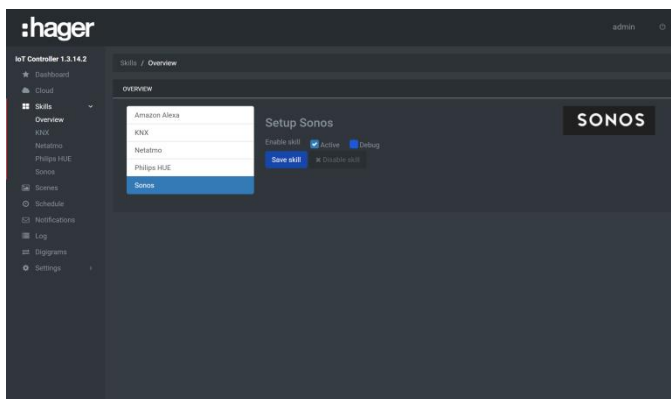 :hager
admin
IoT Controller 1.3.14.2
Dashboard
Cloud
Skills
Overview
KNX
Netatmo
Philips HUE
Sonos
Scenes
Schedule
Notifications
Log
Digigrams
Settings
Skills / Overview
OVERVIEW
Amazon Alexa
KNX
Netatmo
Philips HUE
Sonos
Setup Sonos
Enable skill Active Debug
Save skill Disable skill
SONOS